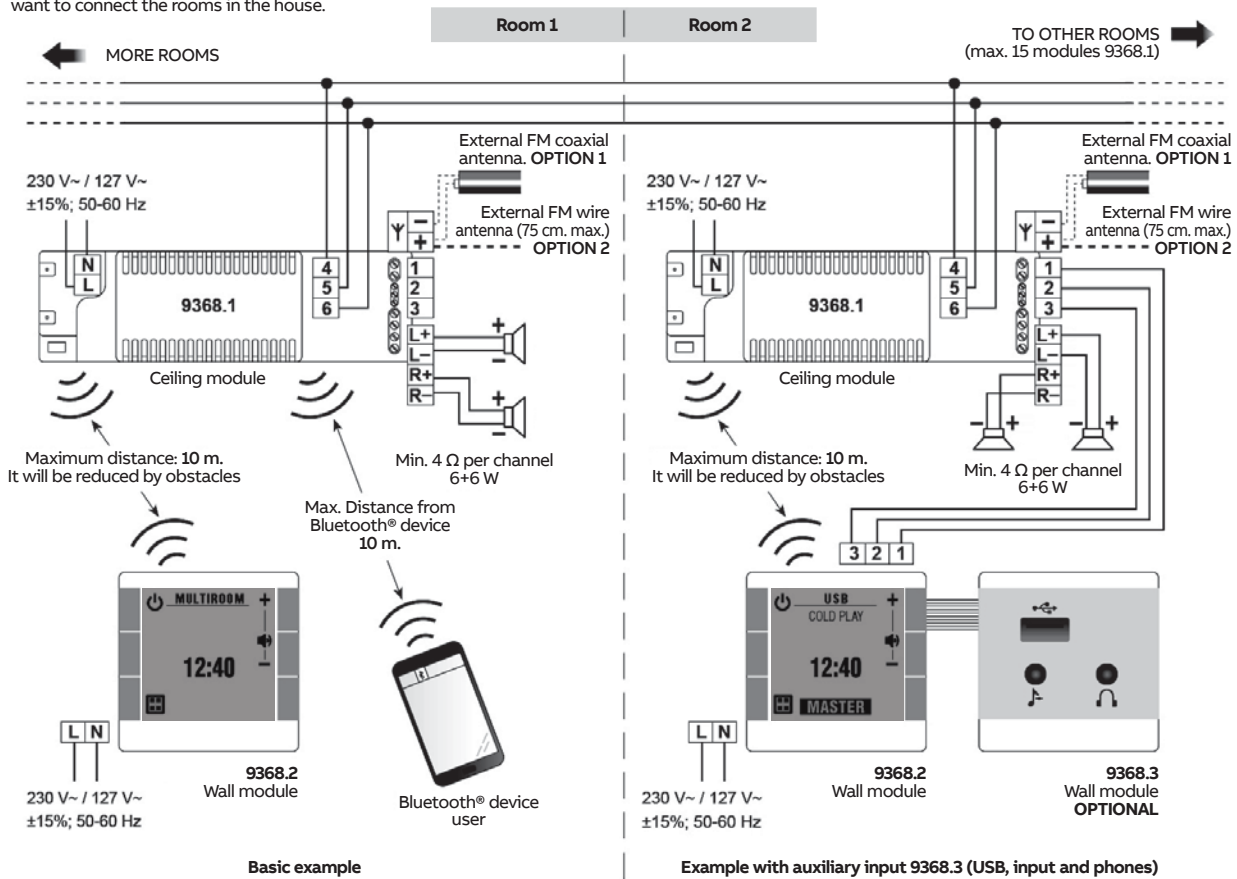 want to connect the rooms in the house.
Room 1
Room 2
MORE ROOMS
TO OTHER ROOMS
(max. 15 modules 9368.1)
External FM coaxial
antenna. OPTION 1
230 V~ / 127 V~
±15%; 50-60 Hz
External FM wire
antenna (75 cm. max.)
OPTION 2
N
L
9368.1
4
5
6
−
+
1
2
3
L+
L−
R+
R−
+
−
+
−
Ceiling module
Maximum distance: 10 m.
It will be reduced by obstacles
Min. 4 Ω per channel
6+6 W
Max. Distance from
Bluetooth® device
10 m.
MULTIROOM
+
−
12:40
L N
230 V~ / 127 V~
±15%; 50-60 Hz
9368.2
Wall module
Bluetooth® device
user
Basic example
External FM coaxial
antenna. OPTION 1
230 V~ / 127 V~
±15%; 50-60 Hz
External FM wire
antenna (75 cm. max.)
OPTION 2
N
L
9368.1
4
5
6
−
+
1
2
3
L+
L−
R+
R−
− +
− +
Ceiling module
Maximum distance: 10 m.
It will be reduced by obstacles
Min. 4 Ω per channel
6+6 W
3 2 1
USB
COLD PLAY
+
−
12:40
MASTER
L N
230 V~ / 127 V~
±15%; 50-60 Hz
9368.2
Wall module
9368.3
Wall module
OPTIONAL
Example with auxiliary input 9368.3 (USB, input and phones)